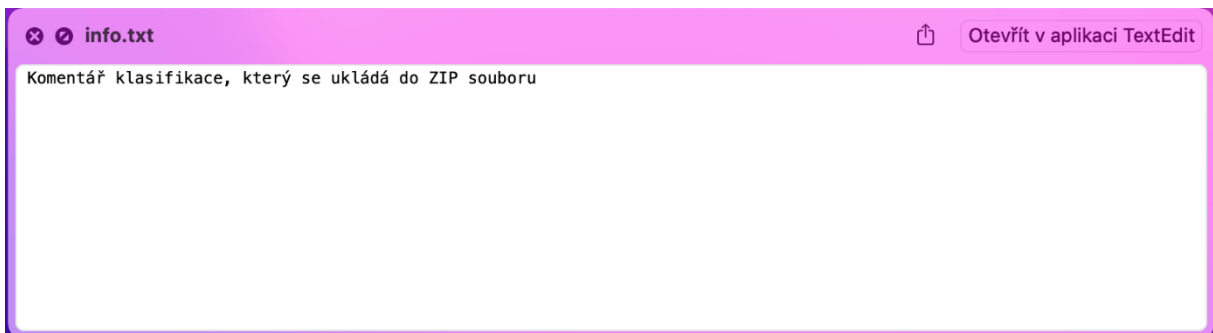 info.txt
Otevřít v aplikaci TextEdit
Komentář klasifikace, který se ukládá do ZIP souboru